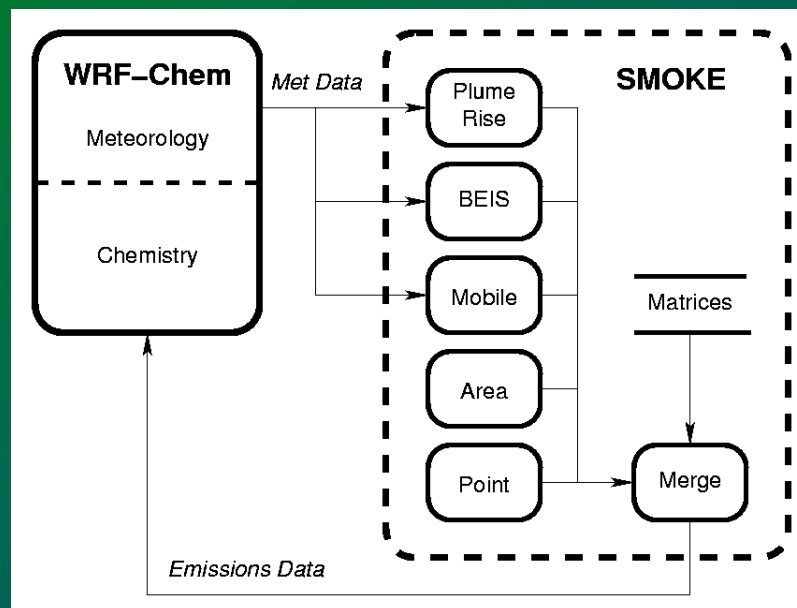 WRF–Chem
Meteorology
Chemistry
Met Data
SMOKE
Plume
Rise
BEIS
Mobile
Area
Point
Matrices
Merge
Emissions Data